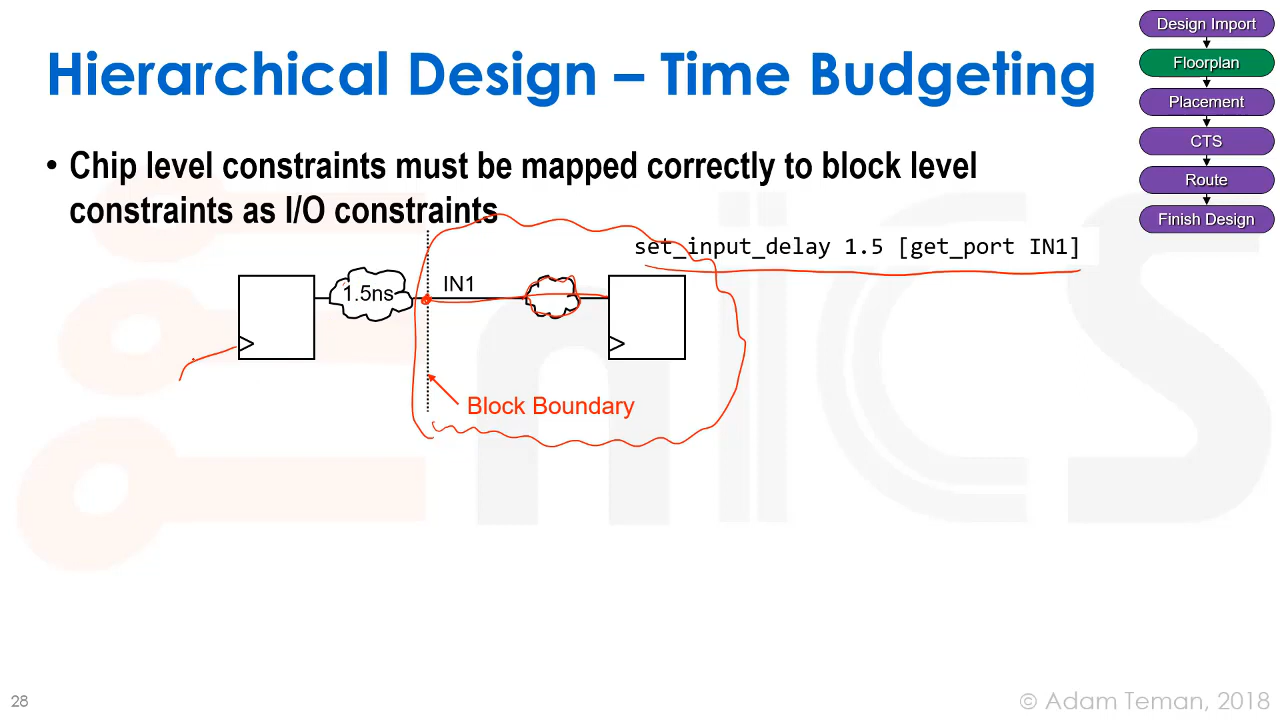 Hierarchical Design – Time Budgeting
Design Import
Floorplan
Placement
CTS
Route
Finish Design
• Chip level constraints must be mapped correctly to block level
constraints as I/O constraints
set_input_delay 1.5 [get_port IN1]
1.5ns
IN1
Block Boundary
nics
28
© Adam Teman, 2018